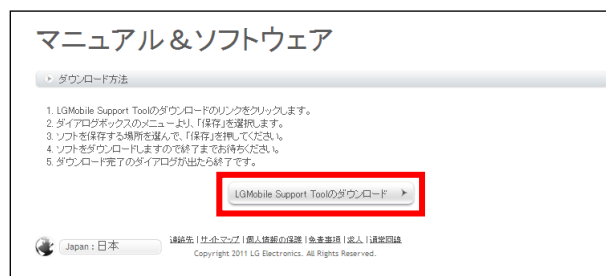 マニュアル＆ソフトウェア
ダウンロード方法
1. LGMobile Support Toolのダウンロードのリンクをクリックします。
2. ダイアログボックスのメニューより、「保存」を選択します。
3. ソフトを保存する場所を選んで、「保存」を押してください。
4. ソフトをダウンロードしますので終了までお待ちください。
5. ダウンロード完了のダイアログが出たら終了です。
LGMobile Support Toolのダウンロード
Japan : 日本
連絡先 | サイトマップ | 個人情報の保護 | 免責事項 | 求人 | 通常回線
Copyright 2011 LG Electronics. All Rights Reserved.